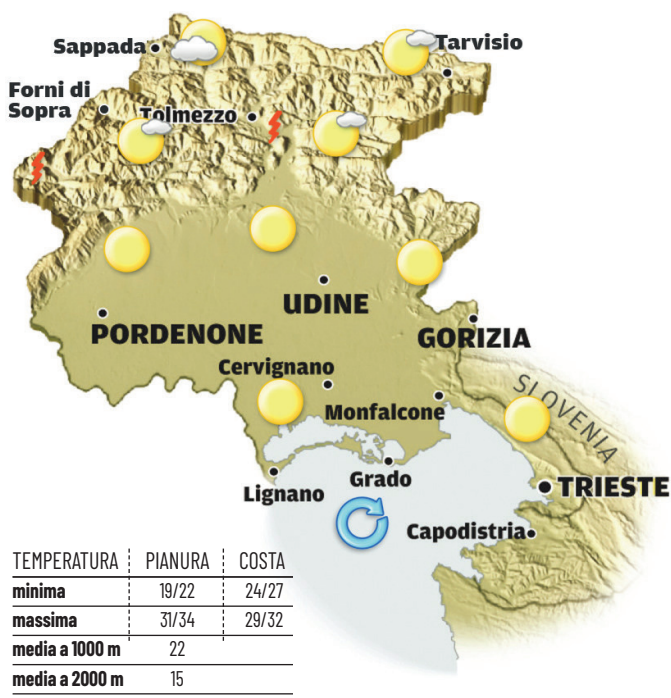 Sappada
Tarvisio
Forni di
Sopra
Tolmezzo
UDINE
PORDENONE
GORIZIA
Cervignano
SLOVENIA
Monfalcone
Grado
Lignano
TRIESTE
Capodistria
TEMPERATURA PIANURA COSTA
minima 19/22 24/27
massima 31/34 29/32
media a 1000 m 22
media a 2000 m 15